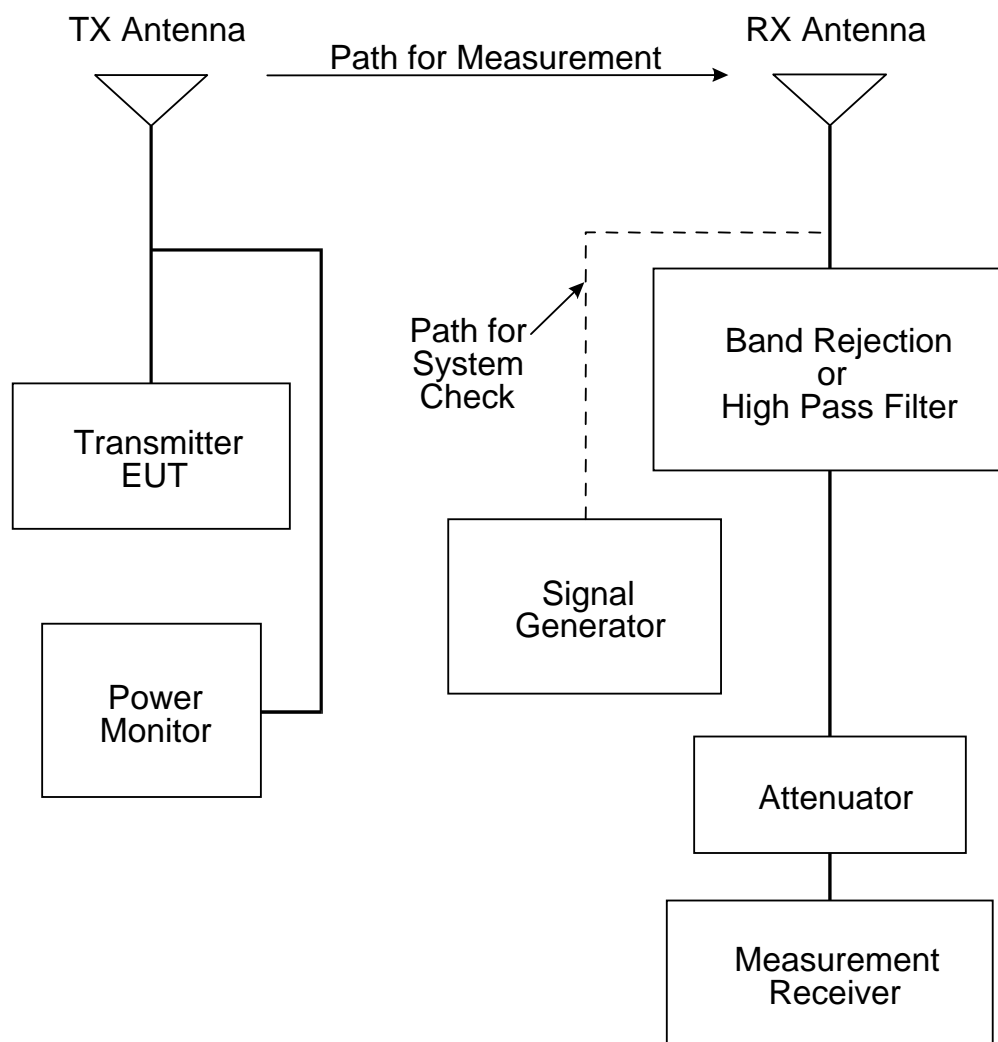 TX Antenna
RX Antenna
Path for Measurement
Path for
System
Check
Band Rejection
or
High Pass Filter
Transmitter
EUT
Signal
Generator
Power
Monitor
Attenuator
Measurement
Receiver